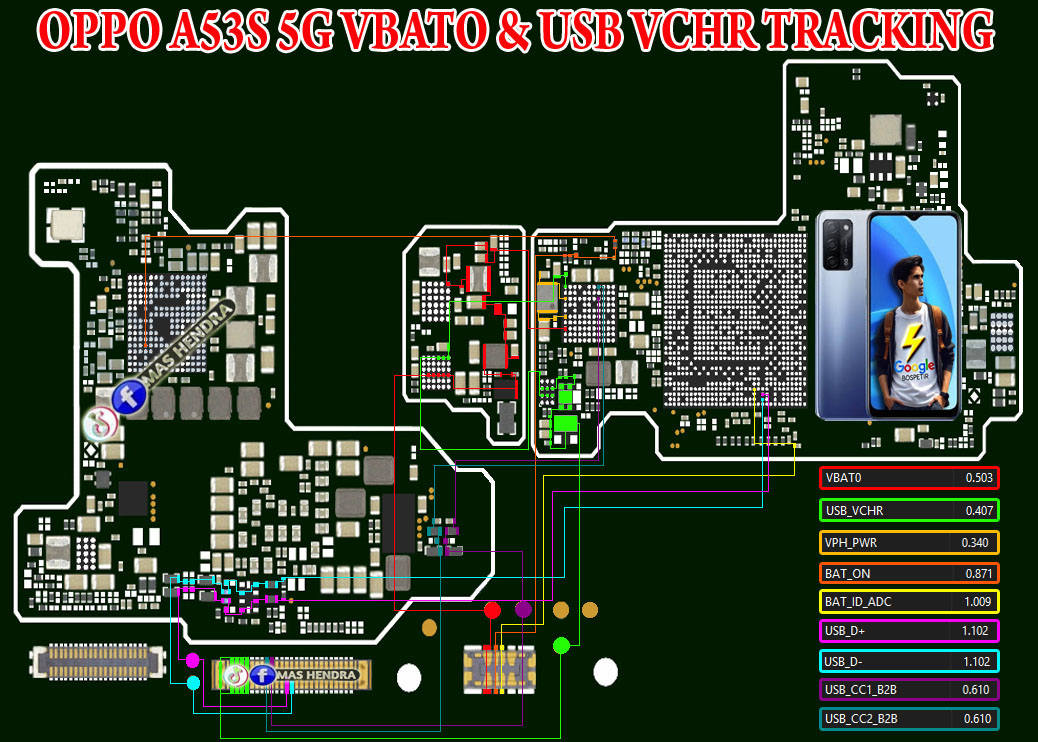 OPPO A53S 5G VBATO & USB VCHR TRACKING
MAS HENDRA
Google
BOSPETIR
VBAT0 0.503
USB_VCHR 0.407
VPH_PWR 0.340
BAT_ON 0.871
BAT_ID_ADC 1.009
USB_D+ 1.102
USB_D- 1.102
USB_CC1_B2B 0.610
USB_CC2_B2B 0.610
MAS HENDRA